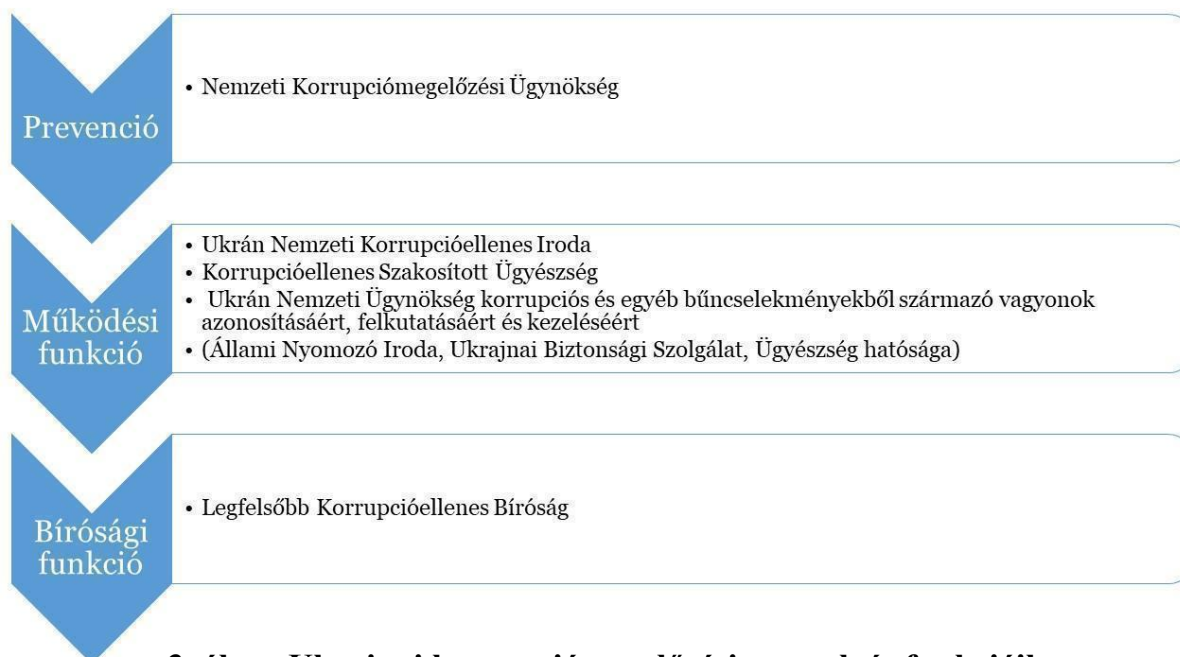 Prevenció
• Nemzeti Korrupciómegelőzési Ügynökség
Működési
funkció
• Ukrán Nemzeti Korrupcióellenes Iroda
• Korrupcióellenes Szakosított Ügyészség
• Ukrán Nemzeti Ügynökség korrupciós és egyéb bűncselekményekből származó vagyonok
azonosításáért, felkutatásáért és kezeléséért
• (Állami Nyomozó Iroda, Ukrajnai Biztonsági Szolgálat, Ügyészség hatósága)
Bírósági
funkció
• Legfelsőbb Korrupcióellenes Bíróság